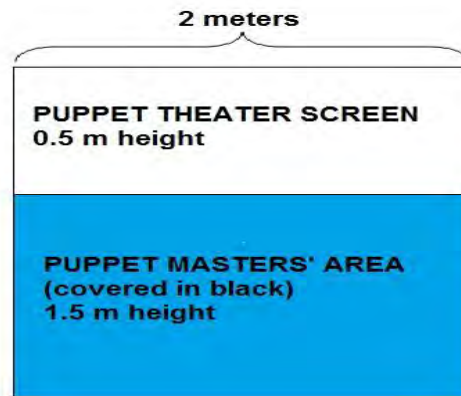 2 meters
PUPPET THEATER SCREEN
0.5 m height
PUPPET MASTERS' AREA
(covered in black)
1.5 m height